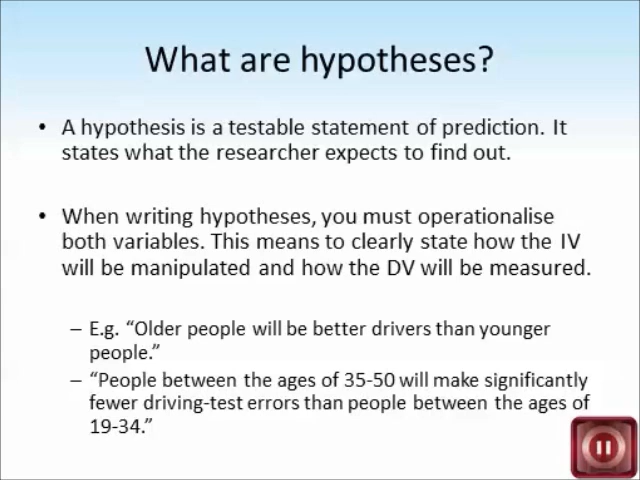 What are hypotheses?
• A hypothesis is a testable statement of prediction. It
states what the researcher expects to find out.
• When writing hypotheses, you must operationalise
both variables. This means to clearly state how the IV
will be manipulated and how the DV will be measured.
– E.g. “Older people will be better drivers than younger
people.”
– “People between the ages of 35-50 will make significantly
fewer driving-test errors than people between the ages of
19-34.”